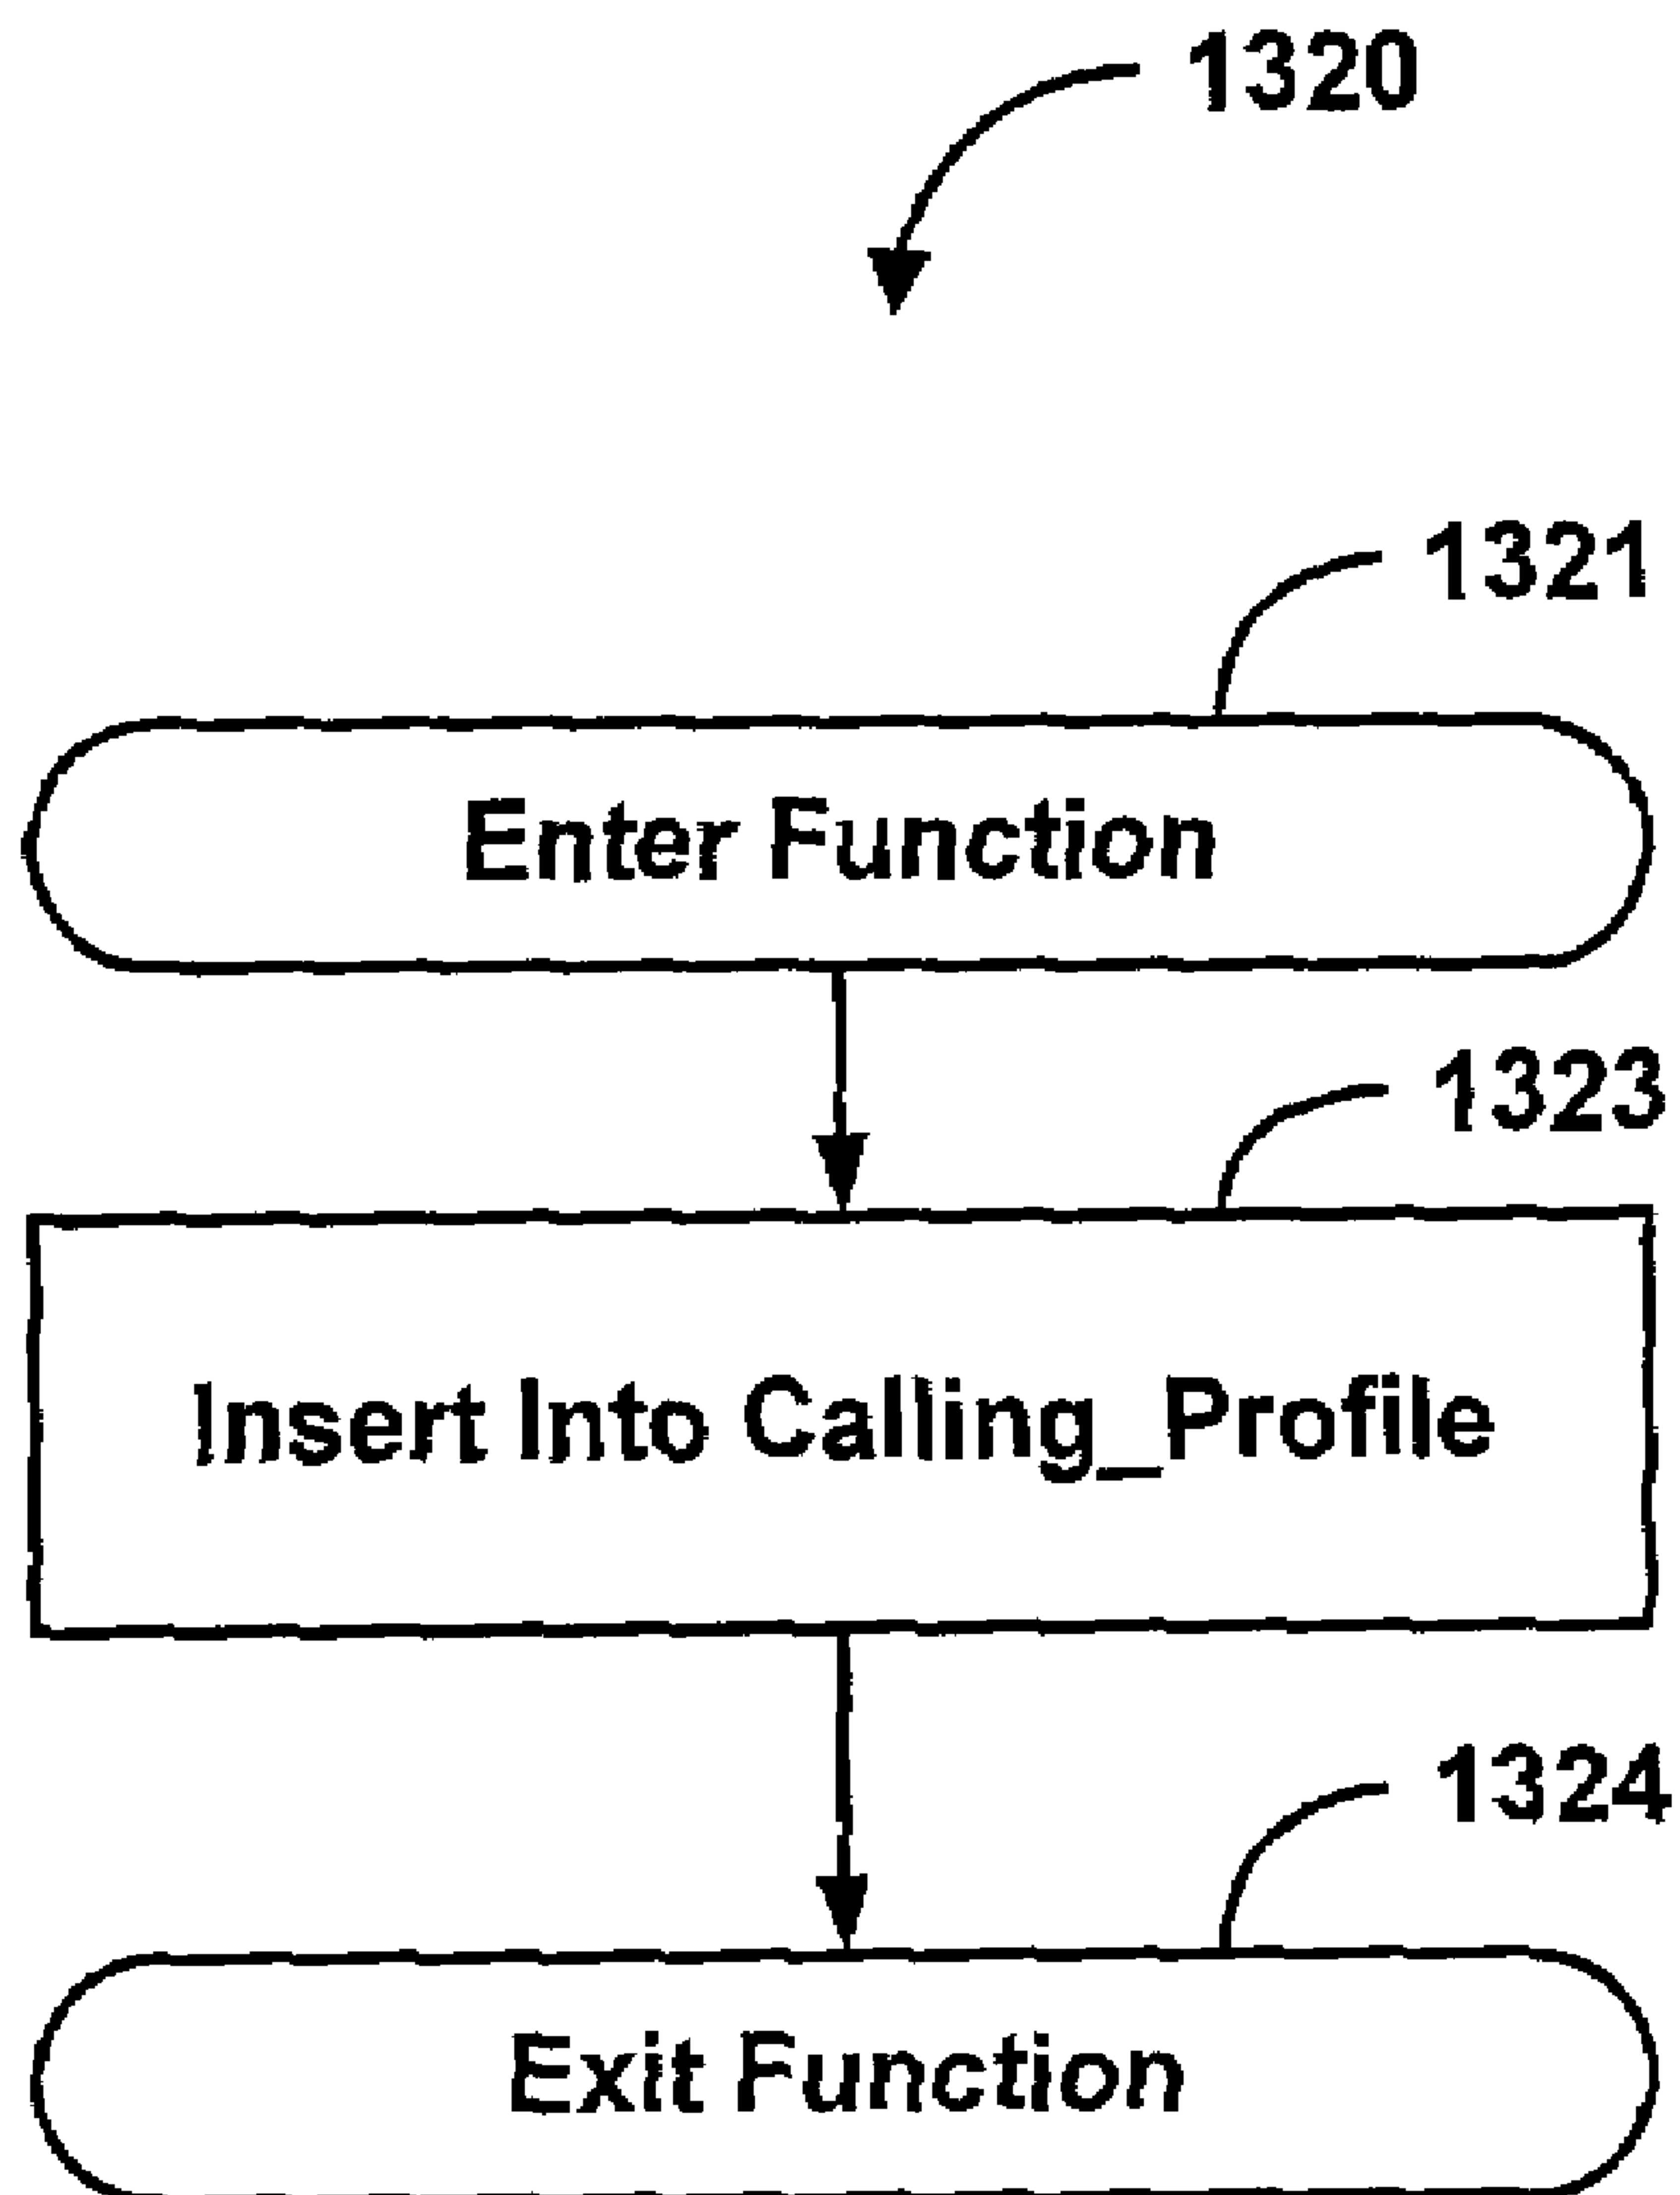 1320
1321
Enter Function
1323
Insert Into Calling_Profile
1324
Exit Function